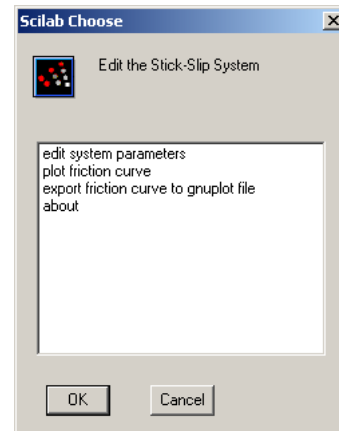 Scilab Choose
Edit the Stick-Slip System
edit system parameters
plot friction curve
export friction curve to gnuplot file
about
OK
Cancel